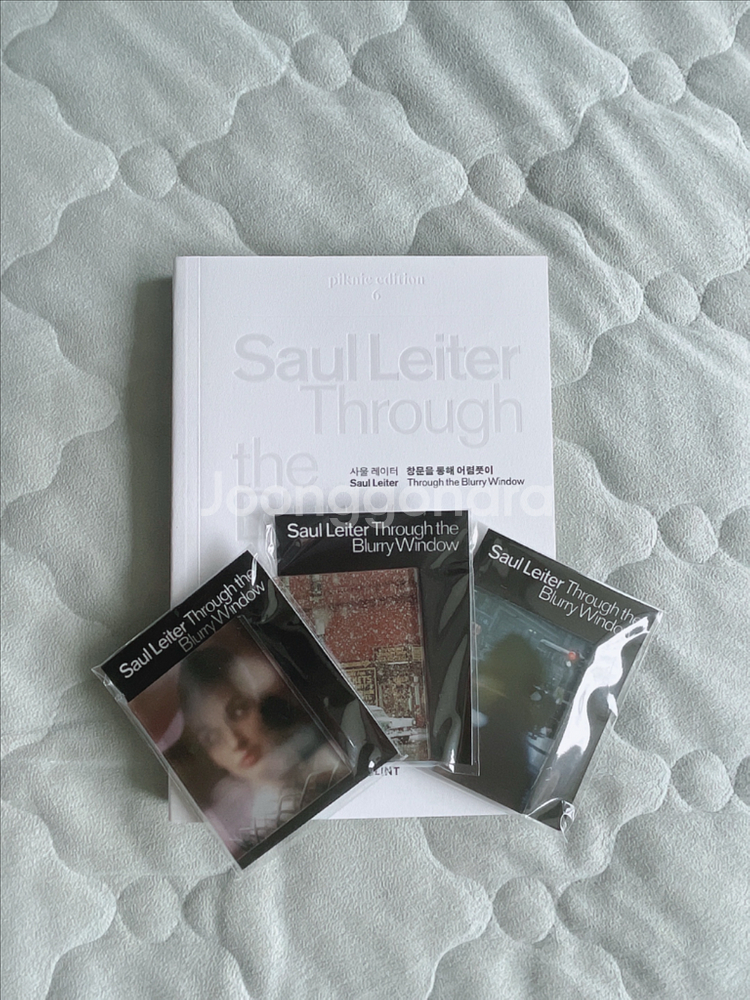 piknic edition
6
Saul Leiter
Through
the
사울 레이터 창문을 통해 어렴풋이
Saul Leiter Through the Blurry Window
Joonggonara
Saul Leiter Through the
Blurry Window
Saul Leiter Through the
Blurry Window
Saul Leiter Through the
Blurry Window
LINT